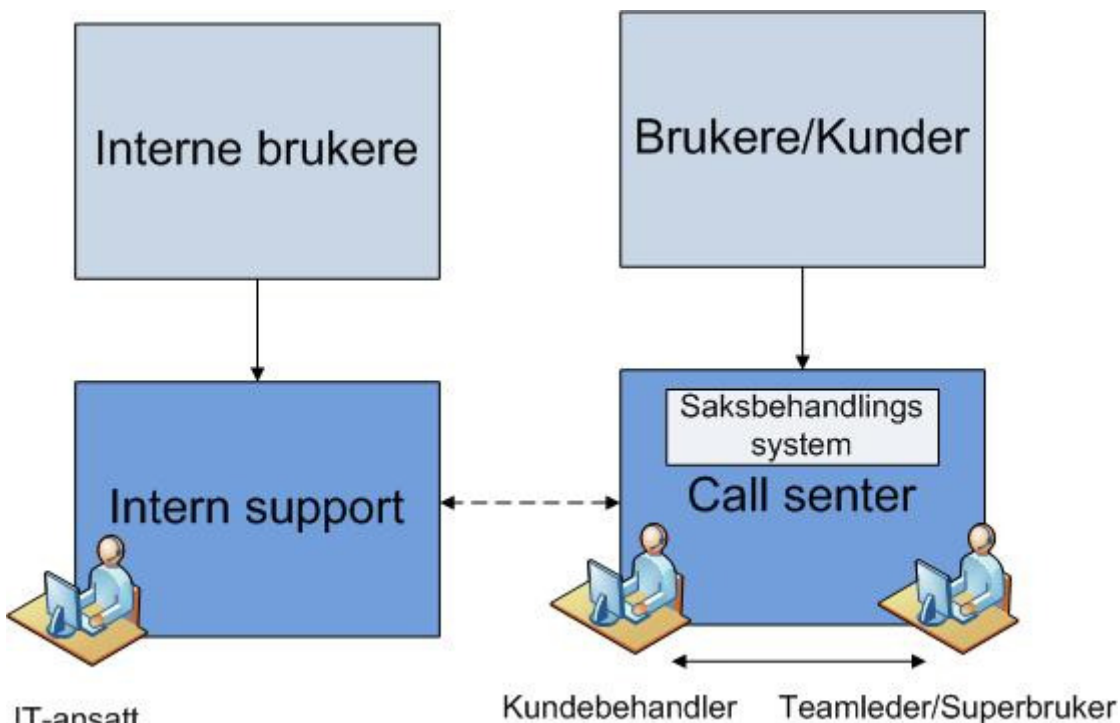 Interne brukere
Brukere/Kunder
Saksbehandlings
system
Intern support
Call senter
IT-ansatt
Kundebehandler
Teamleder/Superbruker